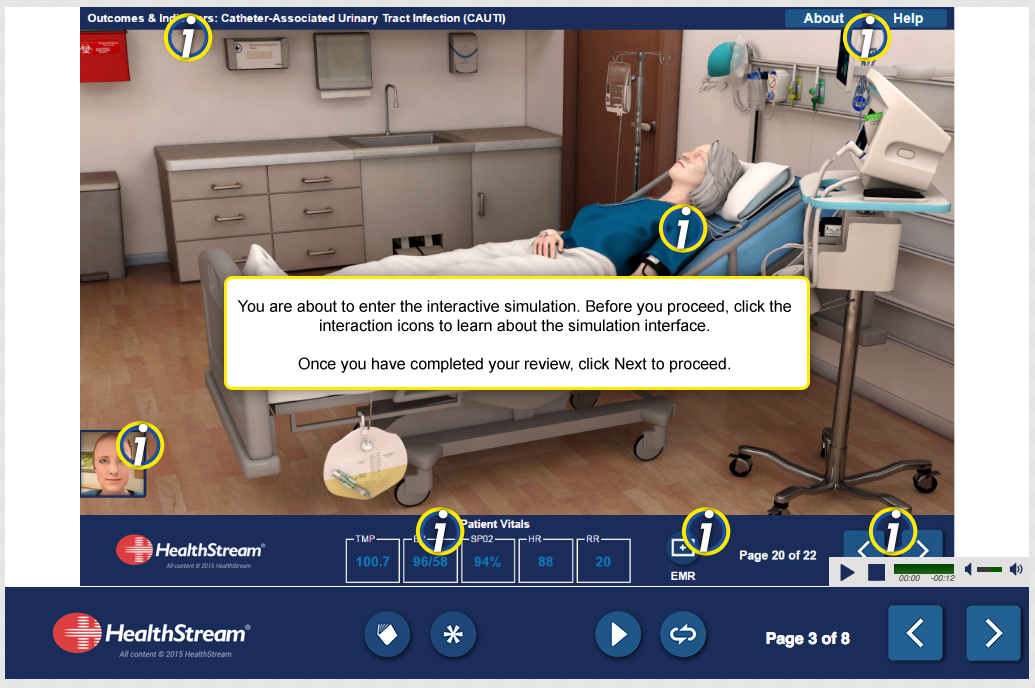 Outcomes & Indicators: Catheter-Associated Urinary Tract Infection (CAUTI)
About
Help
You are about to enter the interactive simulation. Before you proceed, click the
interaction icons to learn about the simulation interface.
Once you have completed your review, click Next to proceed.
HealthStream®
All content © 2015 HealthStream
Patient Vitals
TMP
100.7
BP
96/58
SPO2
94%
HR
88
RR
20
EMR
Page 20 of 22
00:00
-00:12
HealthStream®
All content © 2015 HealthStream
Page 3 of 8